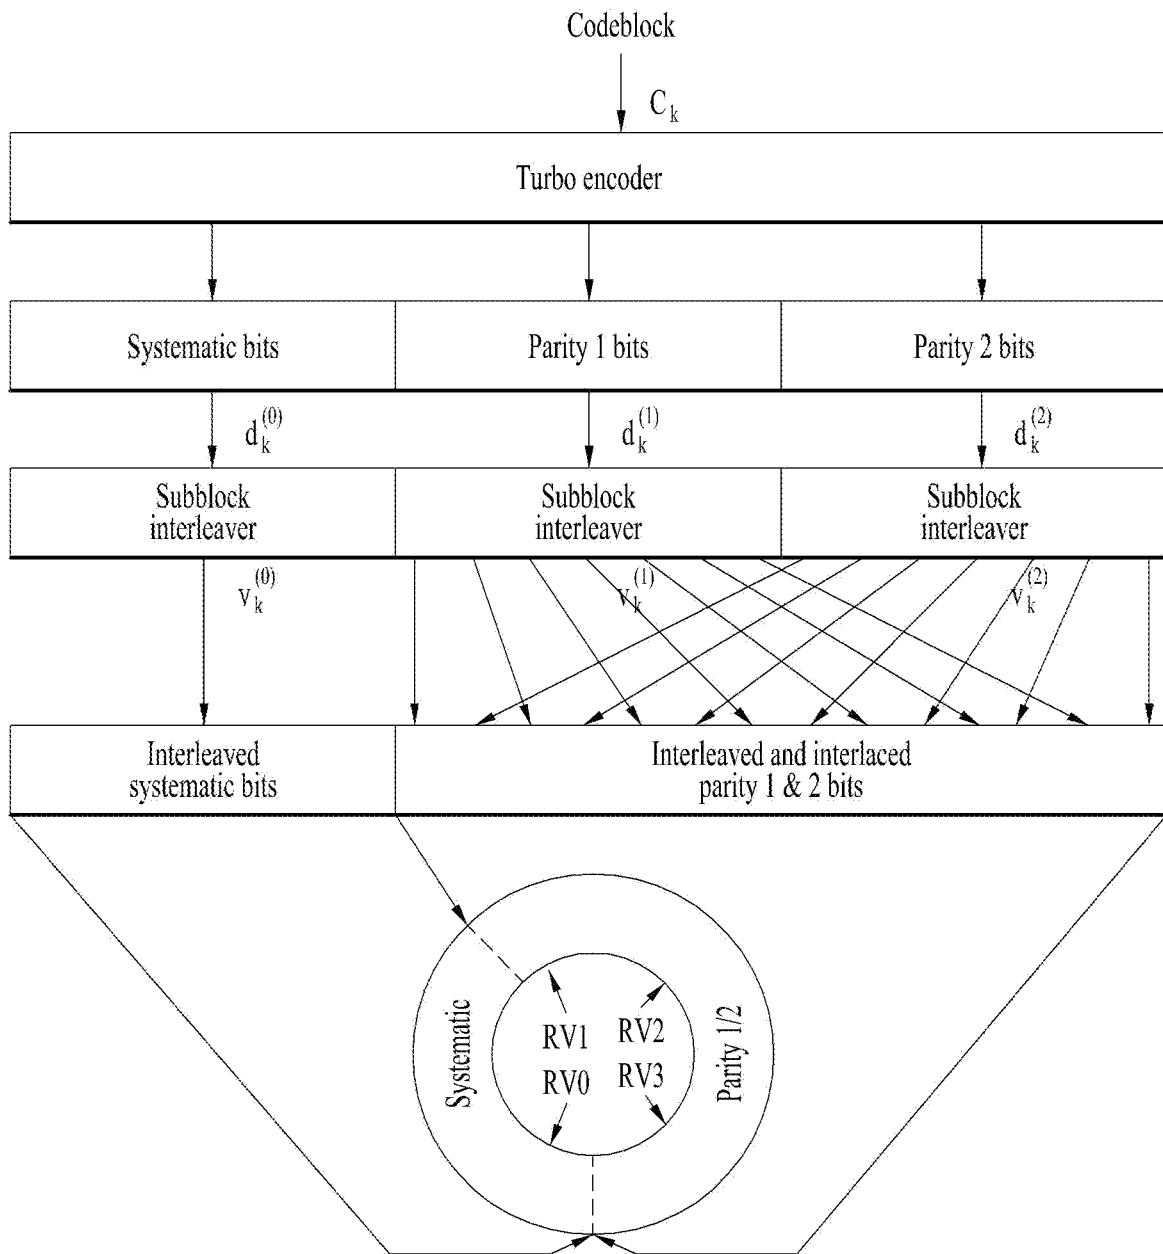 Codeblock
C_k
Turbo encoder
Systematic bits
Parity 1 bits
Parity 2 bits
d_k^(0)
d_k^(1)
d_k^(2)
Subblock
interleaver
Subblock
interleaver
Subblock
interleaver
v_k^(0)
v_k^(1)
v_k^(2)
Interleaved
systematic bits
Interleaved and interlaced
parity 1 & 2 bits
Systematic
RV1
RV2
RV0
RV3
Parity 1/2